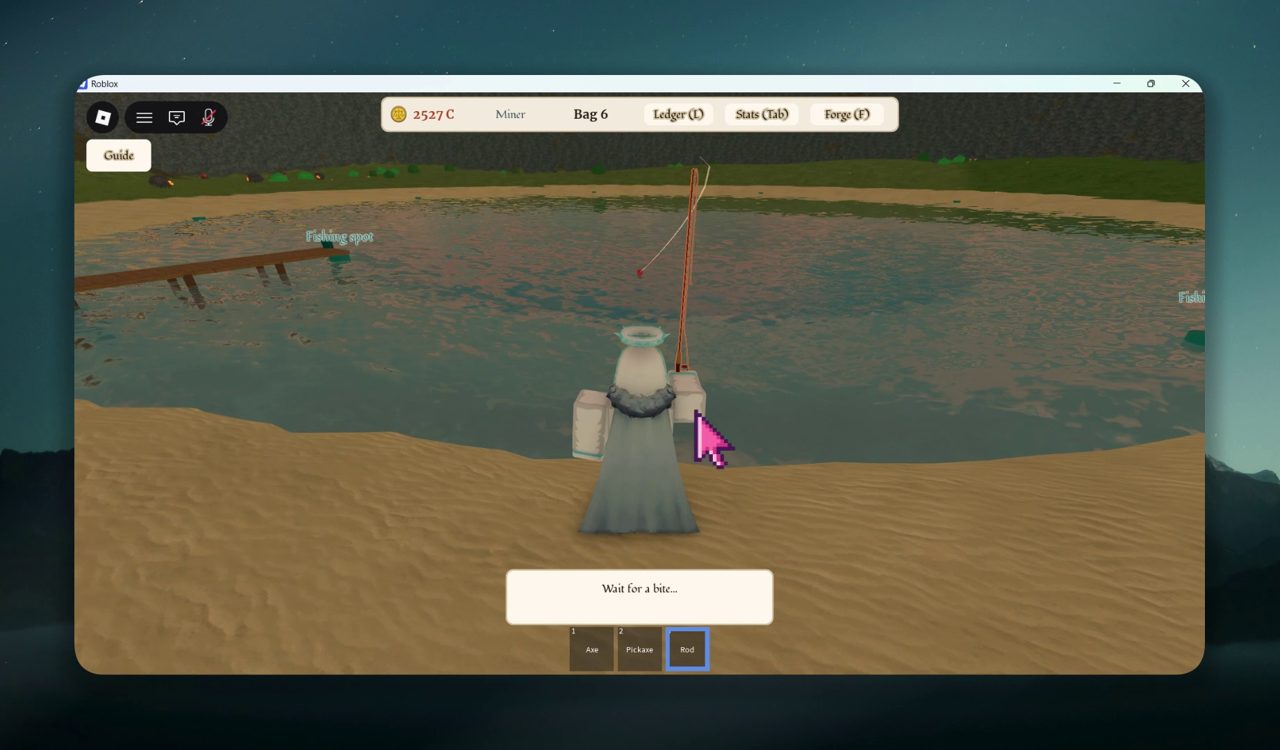 Roblox
2527 C Miner Bag 6 Ledger (L) Stats (Tab) Forge (F)
Guide
Fishing spot
Fishi
Wait for a bite...
1 Axe
2 Pickaxe
Rod